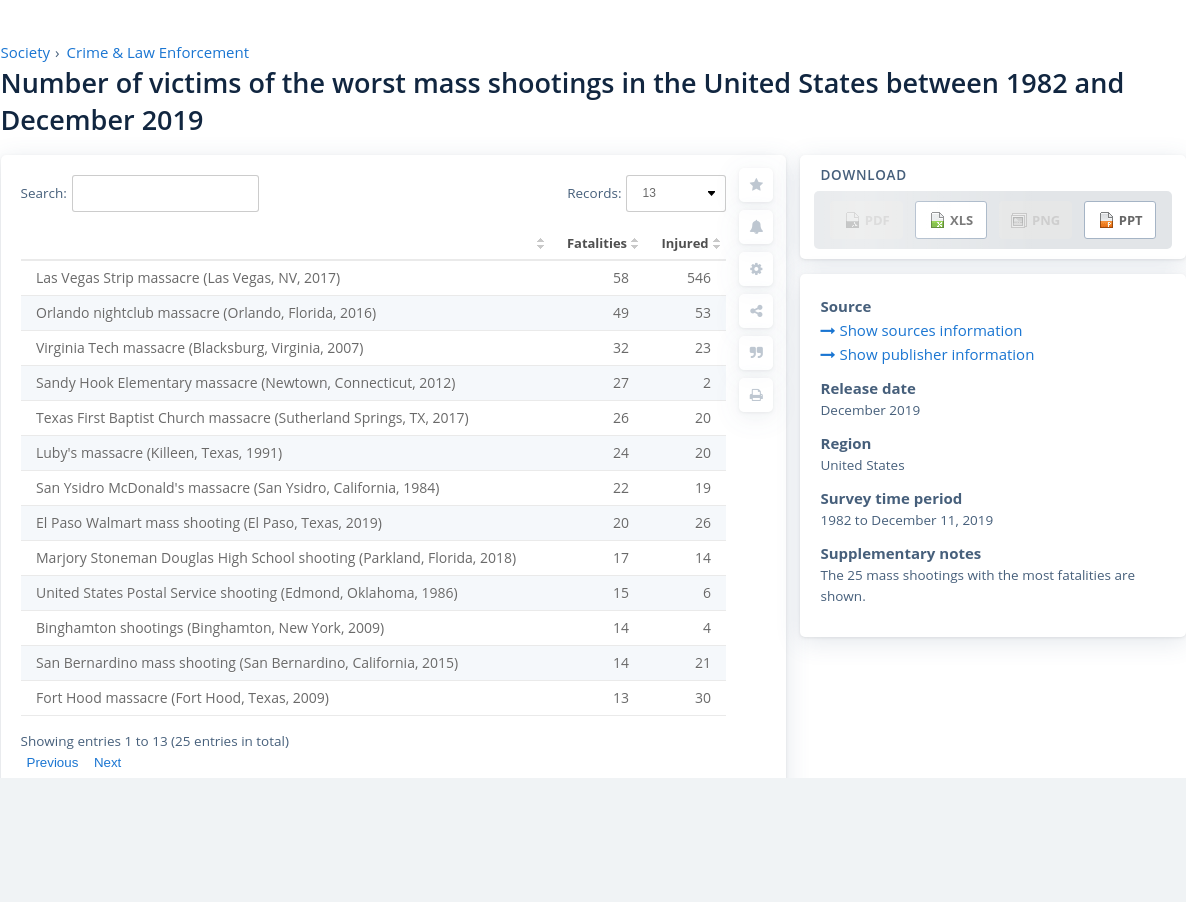 Society › Crime & Law Enforcement
Number of victims of the worst mass shootings in the United States between 1982 and
December 2019
Search:
Records: 13
Fatalities Injured
Las Vegas Strip massacre (Las Vegas, NV, 2017) 58 546
Orlando nightclub massacre (Orlando, Florida, 2016) 49 53
Virginia Tech massacre (Blacksburg, Virginia, 2007) 32 23
Sandy Hook Elementary massacre (Newtown, Connecticut, 2012) 27 2
Texas First Baptist Church massacre (Sutherland Springs, TX, 2017) 26 20
Luby's massacre (Killeen, Texas, 1991) 24 20
San Ysidro McDonald's massacre (San Ysidro, California, 1984) 22 19
El Paso Walmart mass shooting (El Paso, Texas, 2019) 20 26
Marjory Stoneman Douglas High School shooting (Parkland, Florida, 2018) 17 14
United States Postal Service shooting (Edmond, Oklahoma, 1986) 15 6
Binghamton shootings (Binghamton, New York, 2009) 14 4
San Bernardino mass shooting (San Bernardino, California, 2015) 14 21
Fort Hood massacre (Fort Hood, Texas, 2009) 13 30
Showing entries 1 to 13 (25 entries in total)
Previous Next
DOWNLOAD
PDF XLS PNG PPT
Source
Show sources information
Show publisher information
Release date
December 2019
Region
United States
Survey time period
1982 to December 11, 2019
Supplementary notes
The 25 mass shootings with the most fatalities are
shown.